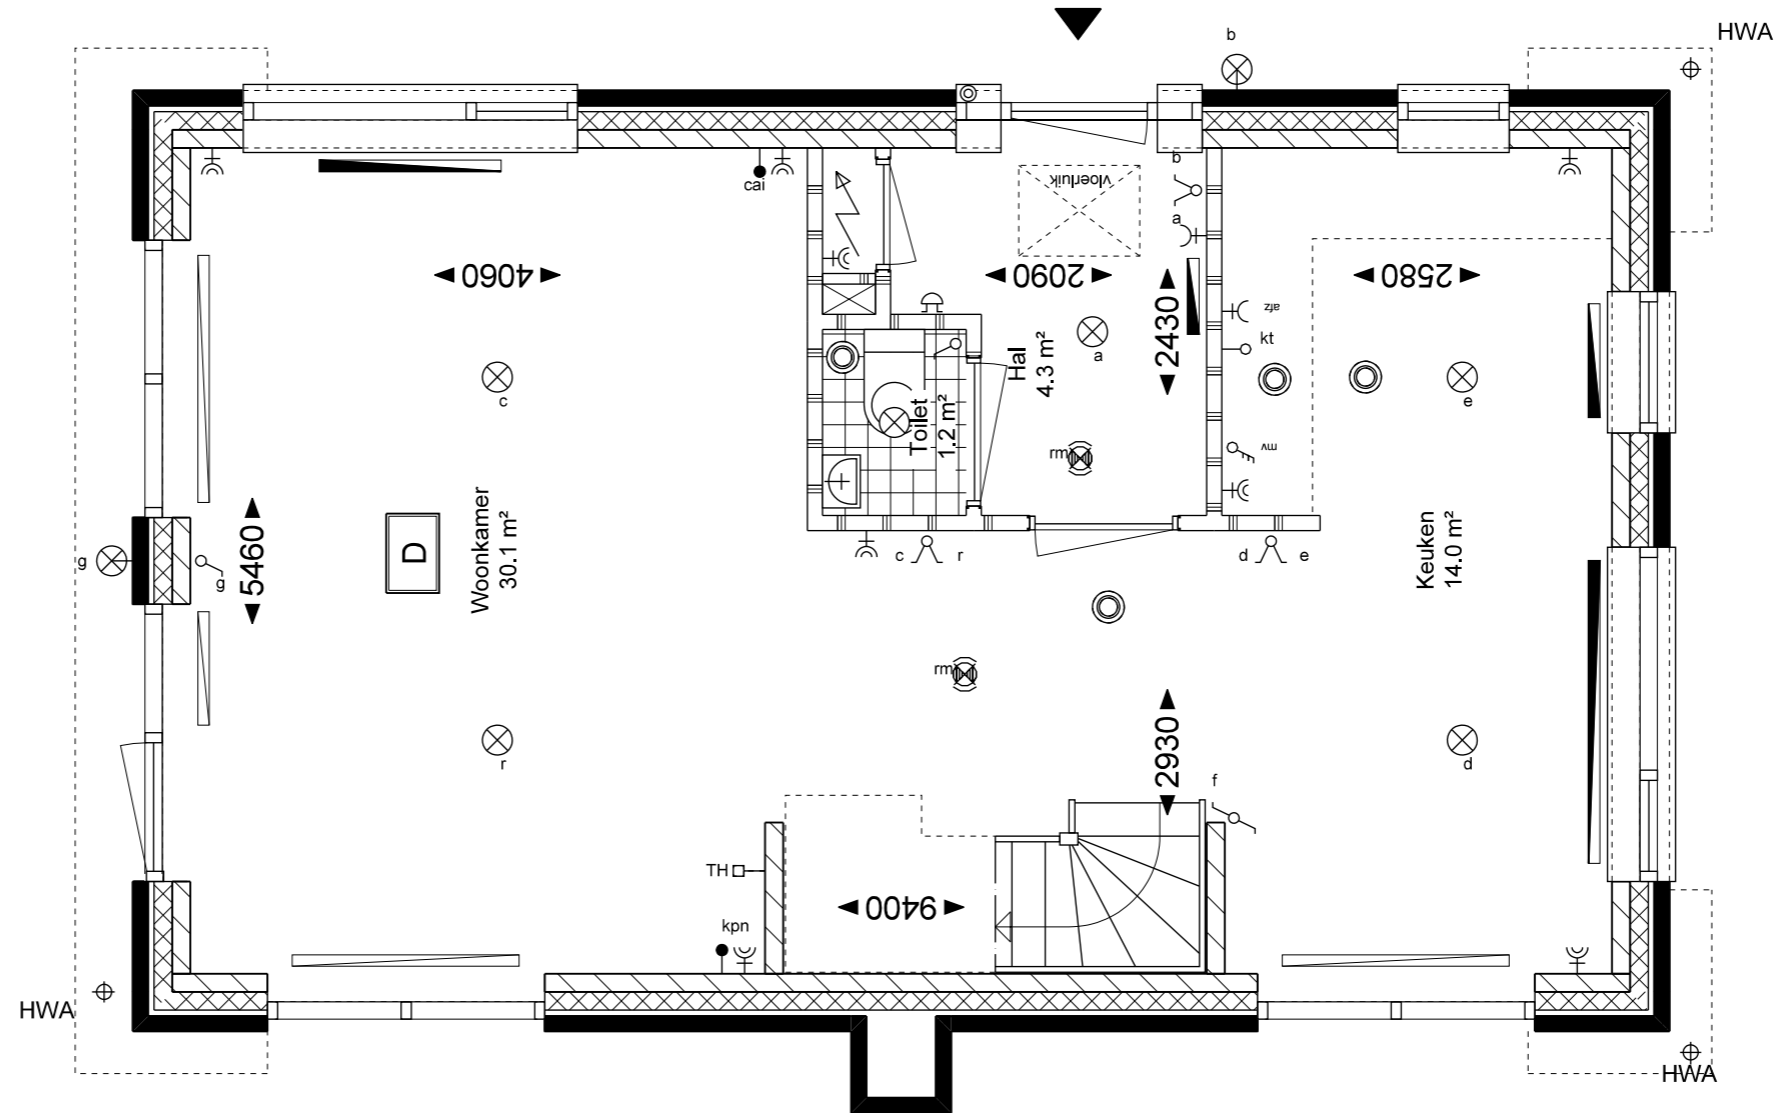 HWA
b
cai
vloerluik
b
a
4060
2090
2580
2430
afz
kt
Hal
4.3 m²
a
c
e
Toilet
1.2 m²
rm
mv
5460
D
Woonkamer
30.1 m²
Keuken
14.0 m²
g
g
c
r
d
e
rm
r
d
2930
f
TH
9400
kpn
HWA
HWA